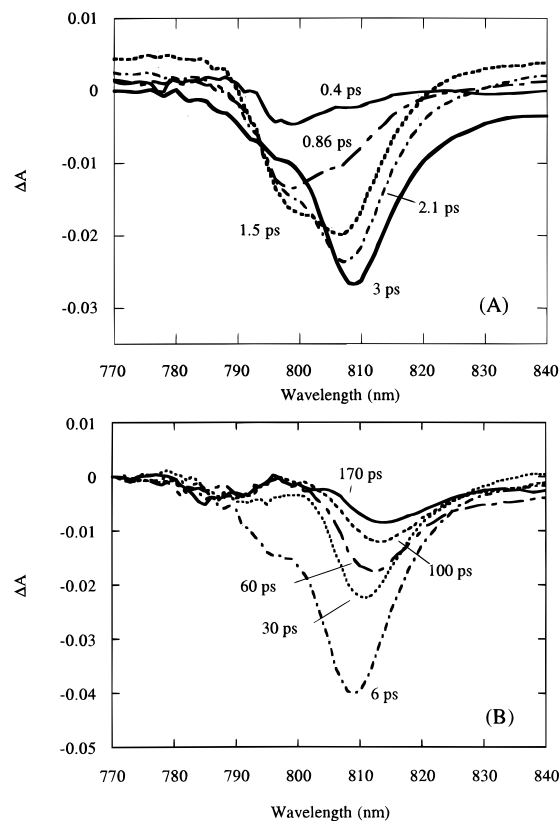 0.01
0
-0.01
-0.02
-0.03
ΔA
0.4 ps
0.86 ps
1.5 ps
2.1 ps
3 ps
(A)
770 780 790 800 810 820 830 840
Wavelength (nm)
0.01
0
-0.01
-0.02
-0.03
-0.04
-0.05
ΔA
170 ps
100 ps
60 ps
30 ps
6 ps
(B)
770 780 790 800 810 820 830 840
Wavelength (nm)